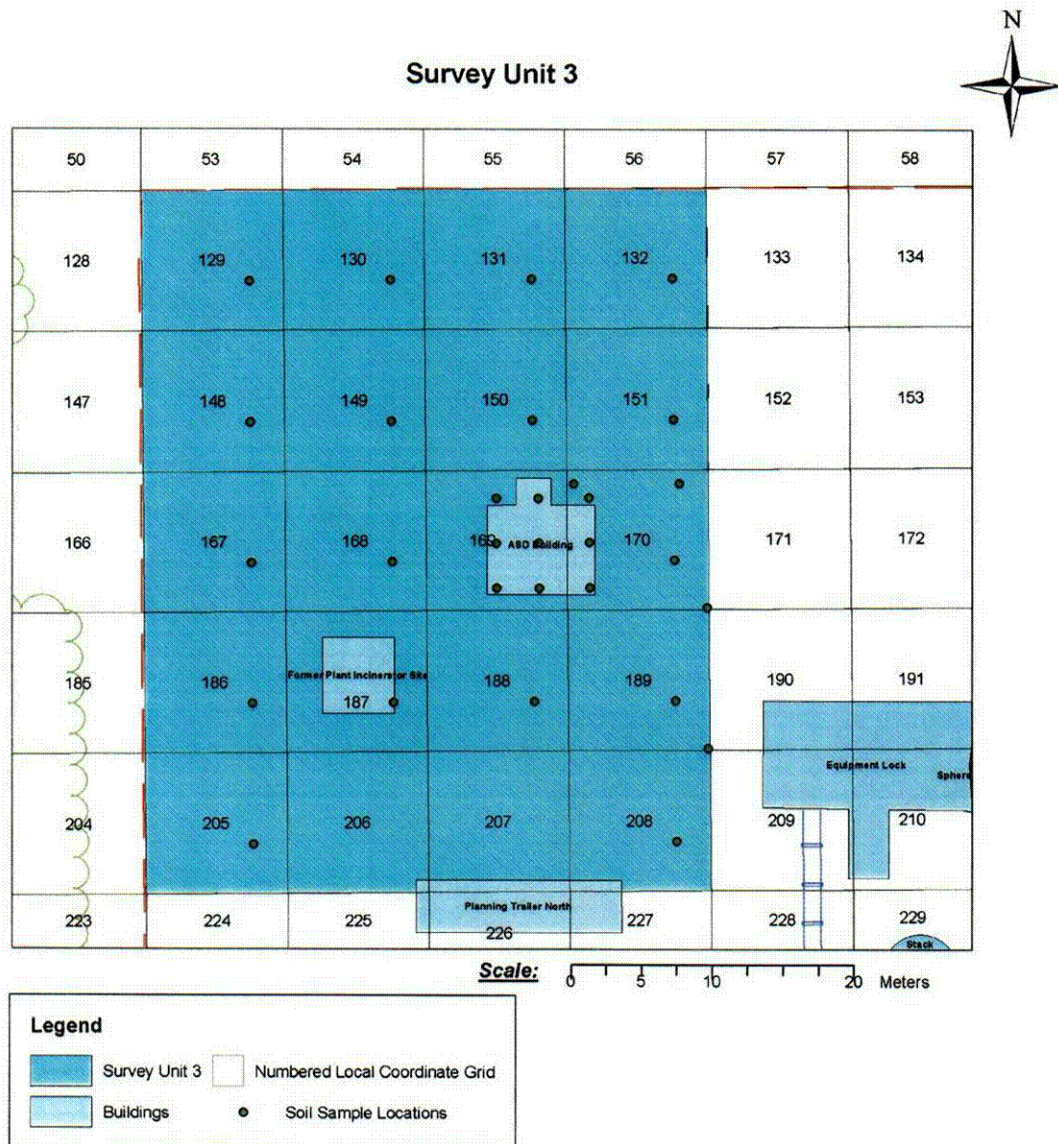 N
Survey Unit 3
50 53 54 55 56 57 58
128 129 130 131 132 133 134
147 148 149 150 151 152 153
166 167 168 169 ASD Building 170 171 172
185 186 Former Plant Incinerator Site 187 188 189 190 191
Equipment Lock Sphere
204 205 206 207 208 209 210
Planning Trailer North
223 224 225 226 227 228 229
Stack
Scale: 0 5 10 20 Meters
Legend
Survey Unit 3 Numbered Local Coordinate Grid
Buildings Soil Sample Locations